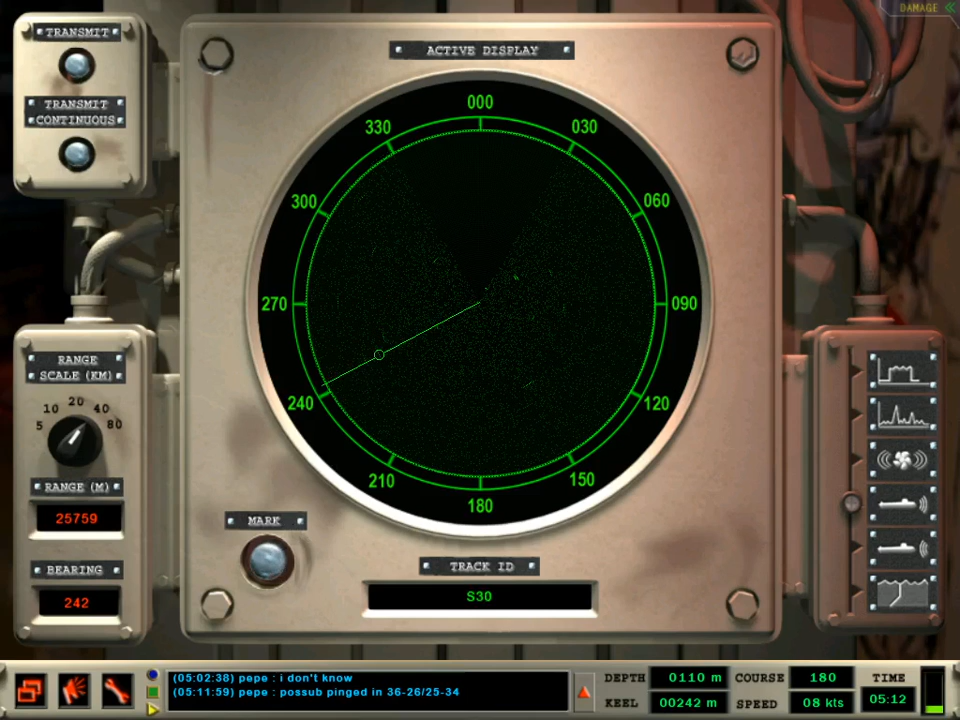 DAMAGE
TRANSMIT
TRANSMIT
CONTINUOUS
ACTIVE DISPLAY
000
330
030
300
060
270
090
240
120
210
150
180
RANGE
SCALE (KM)
5 10 20 40 80
RANGE (M)
25759
BEARING
242
MARK
TRACK ID
S30
(05:02:38) pepe : i don't know
(05:11:59) pepe : possub pinged in 36-26/25-34
DEPTH 0110 m COURSE 180 TIME
KEEL 00242 m SPEED 08 kts 05:12